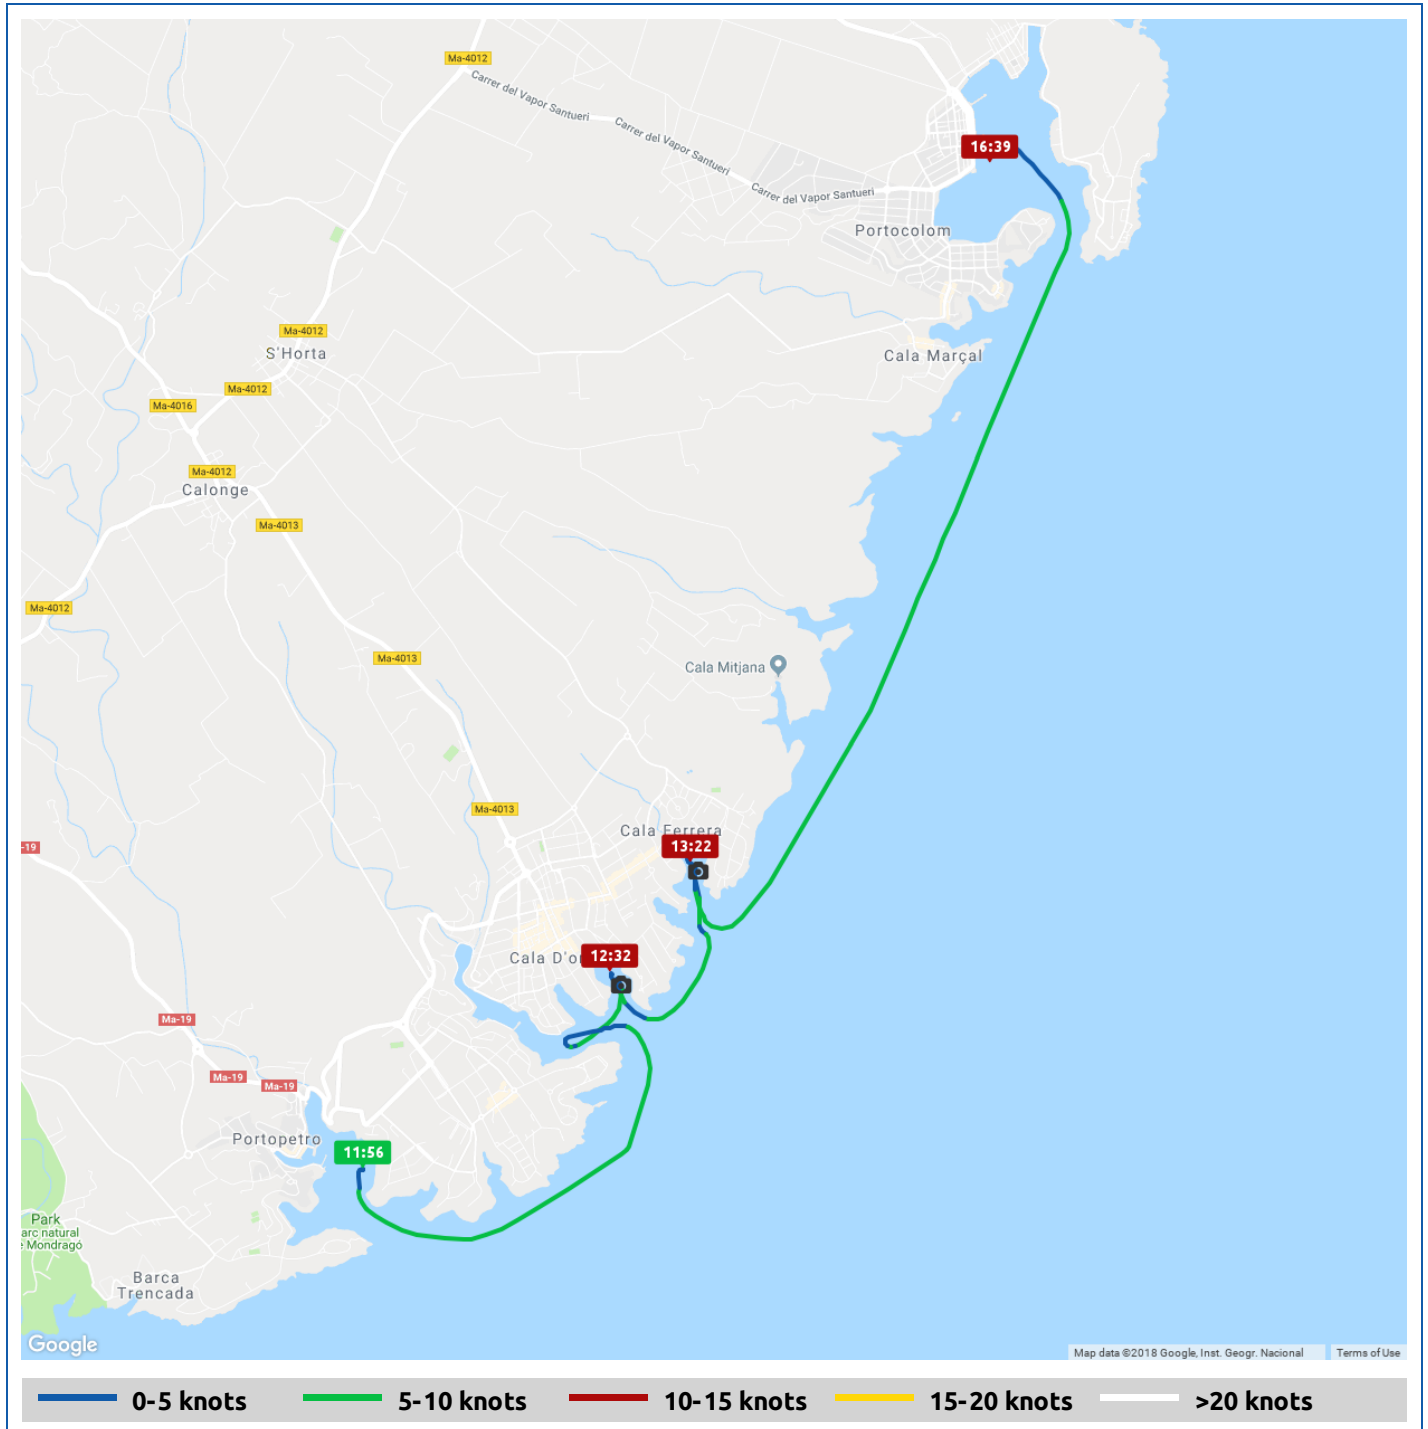 Ma-4012
Carrer del Vapor Santueri
Carrer del Vapor Santueri
Carrer del Vapor Santueri
16:39
Portocolom
Ma-4012
S'Horta
Cala Marçal
Ma-4012
Ma-4016
Ma-4012
Calonge
Ma-4013
Ma-4012
Ma-4013
Cala Mitjana
Ma-4013
Cala Ferrera
-19
13:22
Cala D'o
12:32
Ma-19
Ma-19
Ma-19
Portopetro
11:56
Park
arc natural
e Mondragó
Barca
Trencada
Google
Map data ©2018 Google, Inst. Geogr. Nacional
Terms of Use
0-5 knots
5-10 knots
10-15 knots
15-20 knots
>20 knots